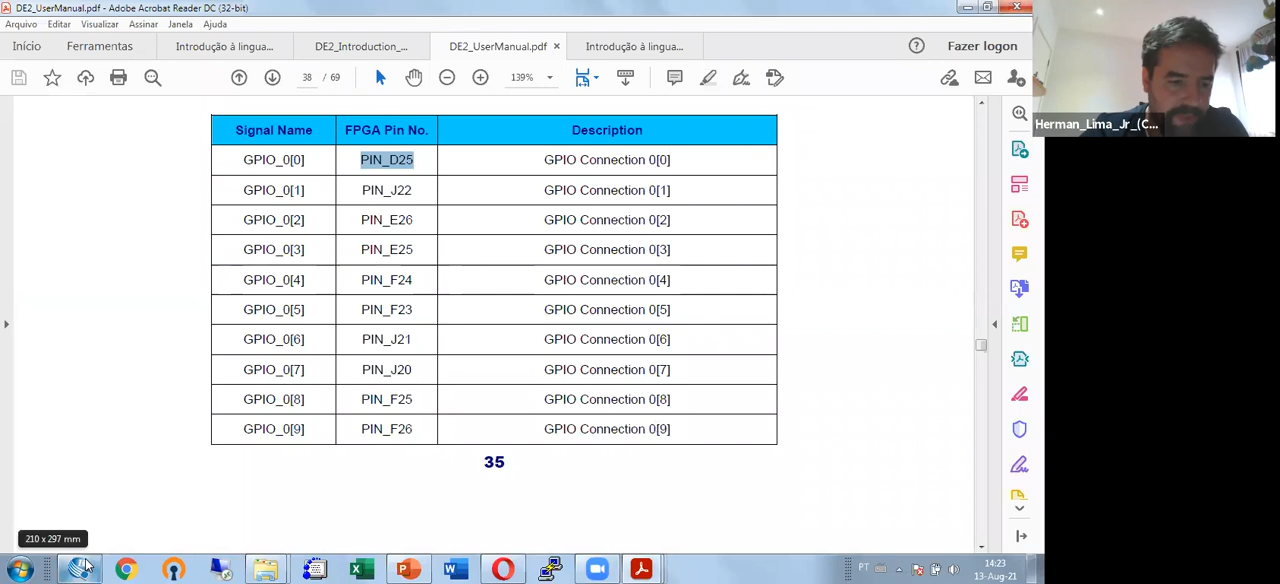 DE2_UserManual.pdf - Adobe Acrobat Reader DC (32-bit)
Arquivo Editar Visualizar Assinar Janela Ajuda
Início Ferramentas Introdução à lingua... DE2_Introduction_... DE2_UserManual.pdf × Introdução à lingua... Fazer logon
38 / 69 139%
Herman_Lima_Jr_(C...
Signal Name FPGA Pin No. Description
GPIO_0[0] PIN_D25 GPIO Connection 0[0]
GPIO_0[1] PIN_J22 GPIO Connection 0[1]
GPIO_0[2] PIN_E26 GPIO Connection 0[2]
GPIO_0[3] PIN_E25 GPIO Connection 0[3]
GPIO_0[4] PIN_F24 GPIO Connection 0[4]
GPIO_0[5] PIN_F23 GPIO Connection 0[5]
GPIO_0[6] PIN_J21 GPIO Connection 0[6]
GPIO_0[7] PIN_J20 GPIO Connection 0[7]
GPIO_0[8] PIN_F25 GPIO Connection 0[8]
GPIO_0[9] PIN_F26 GPIO Connection 0[9]
35
210 x 297 mm
PT 14:23
13-Aug-21